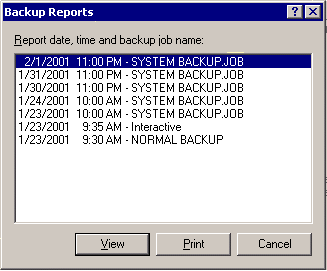 Backup Reports
Report date, time and backup job name:
2/1/2001 11:00 PM - SYSTEM BACKUP.JOB
1/31/2001 11:00 PM - SYSTEM BACKUP.JOB
1/30/2001 11:00 PM - SYSTEM BACKUP.JOB
1/24/2001 10:00 AM - SYSTEM BACKUP.JOB
1/23/2001 10:00 AM - SYSTEM BACKUP.JOB
1/23/2001 9:35 AM - Interactive
1/23/2001 9:30 AM - NORMAL BACKUP
View Print Cancel